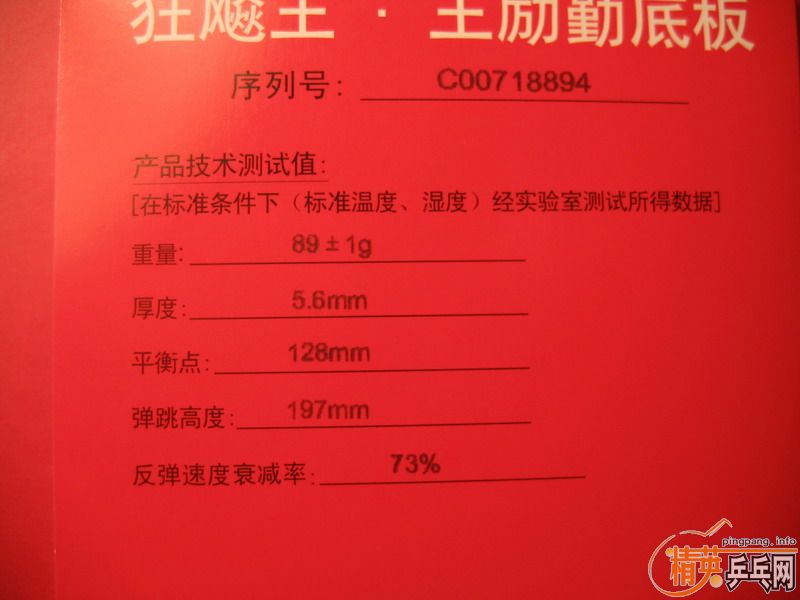 狂飚王·王励勤底板
序列号： C00718894
产品技术测试值：
[在标准条件下（标准温度、湿度）经实验室测试所得数据]
重量: 89±1g
厚度: 5.6mm
平衡点: 128mm
弹跳高度: 197mm
反弹速度衰减率: 73%
pingpang.info
精英乒乓网